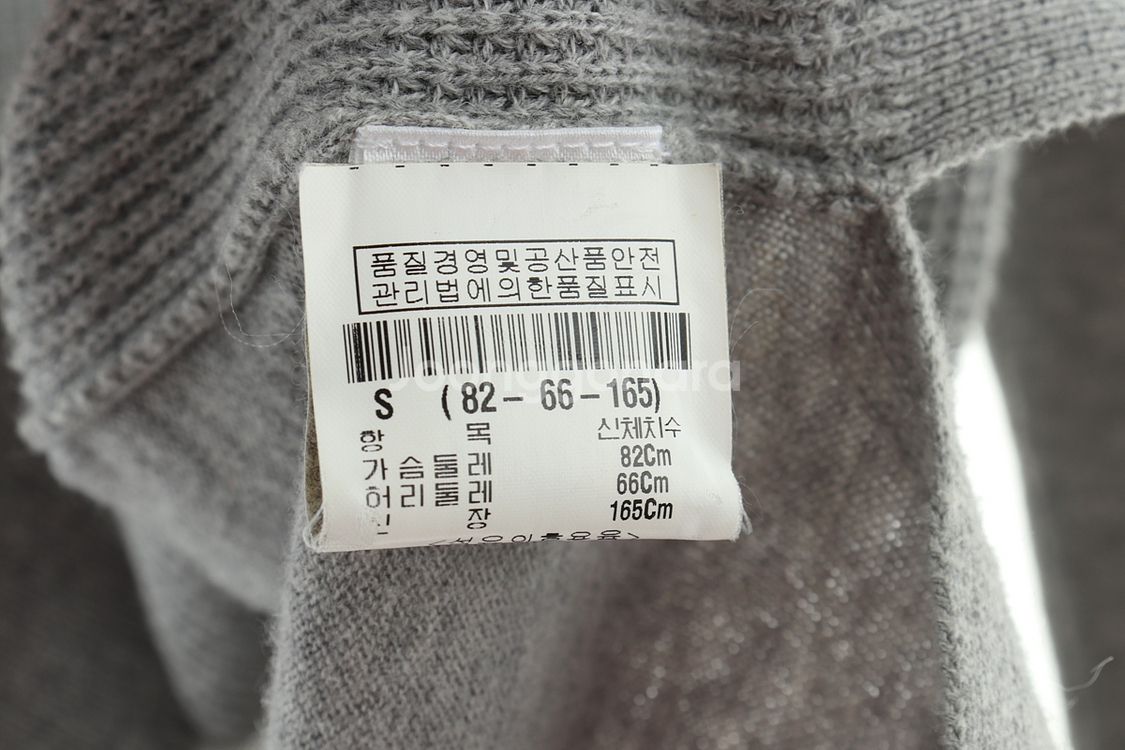 품질경영및공산품안전
관리법에의한품질표시
S (82-66-165)
항 목 신체치수
가슴둘레 82Cm
허리둘레 66Cm
신 장 165Cm